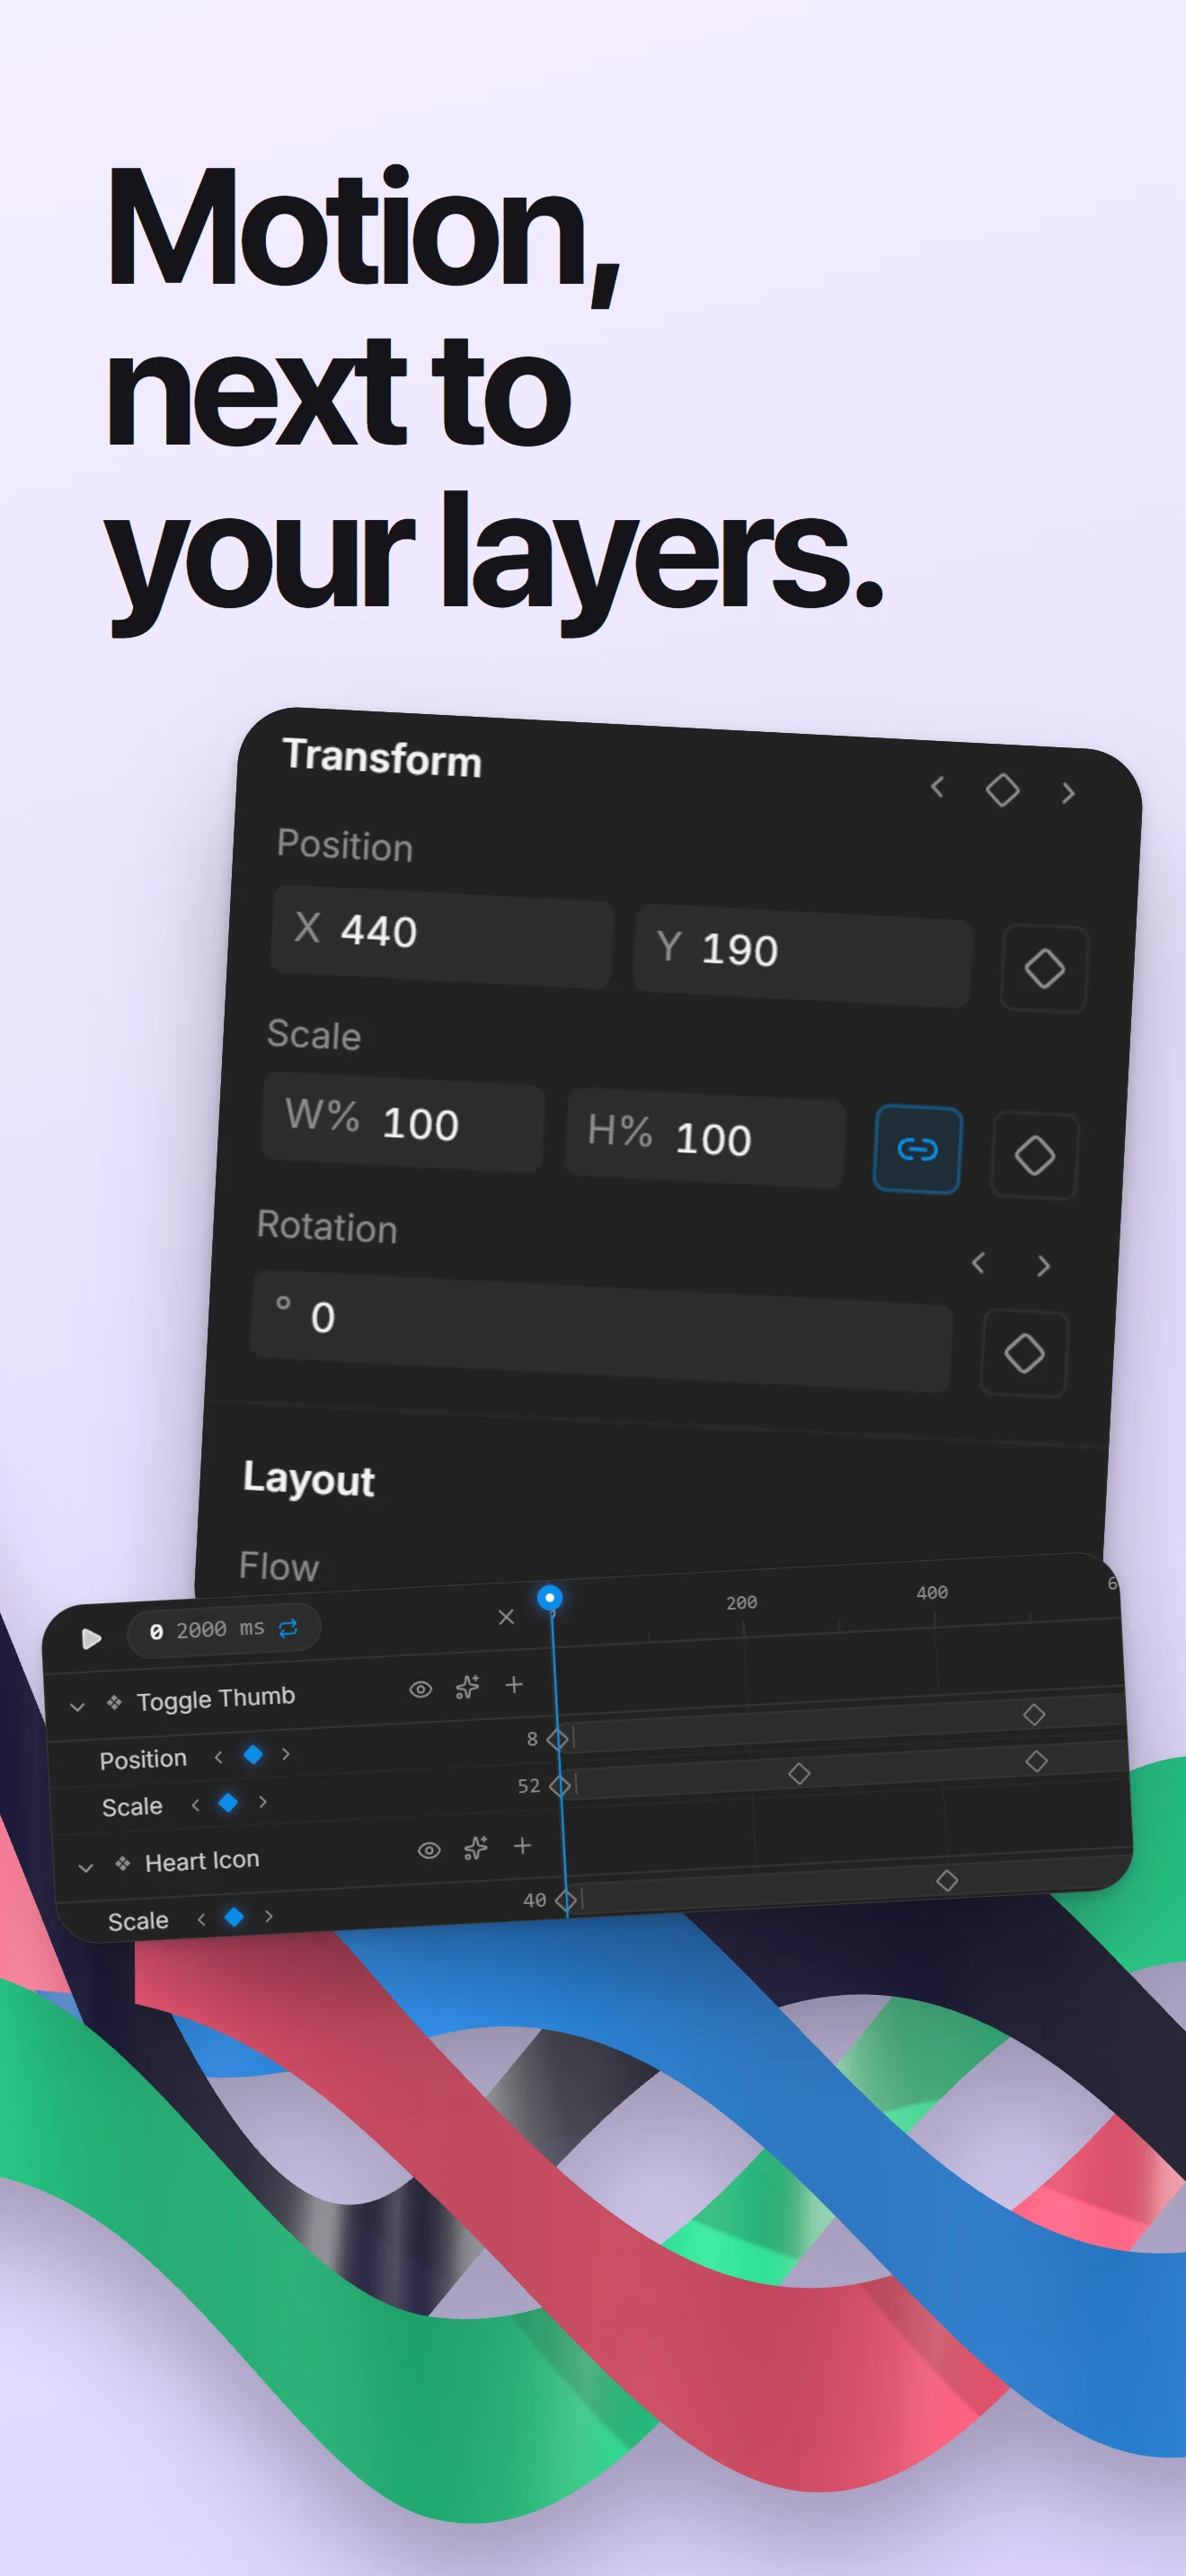 Motion,
next to
your layers.
Transform
Position
X 440 Y 190
Scale
W% 100 H% 100
Rotation
° 0
Layout
Flow
0 2000 ms
200 400
Toggle Thumb
Position 8
Scale 52
Heart Icon
Scale 40